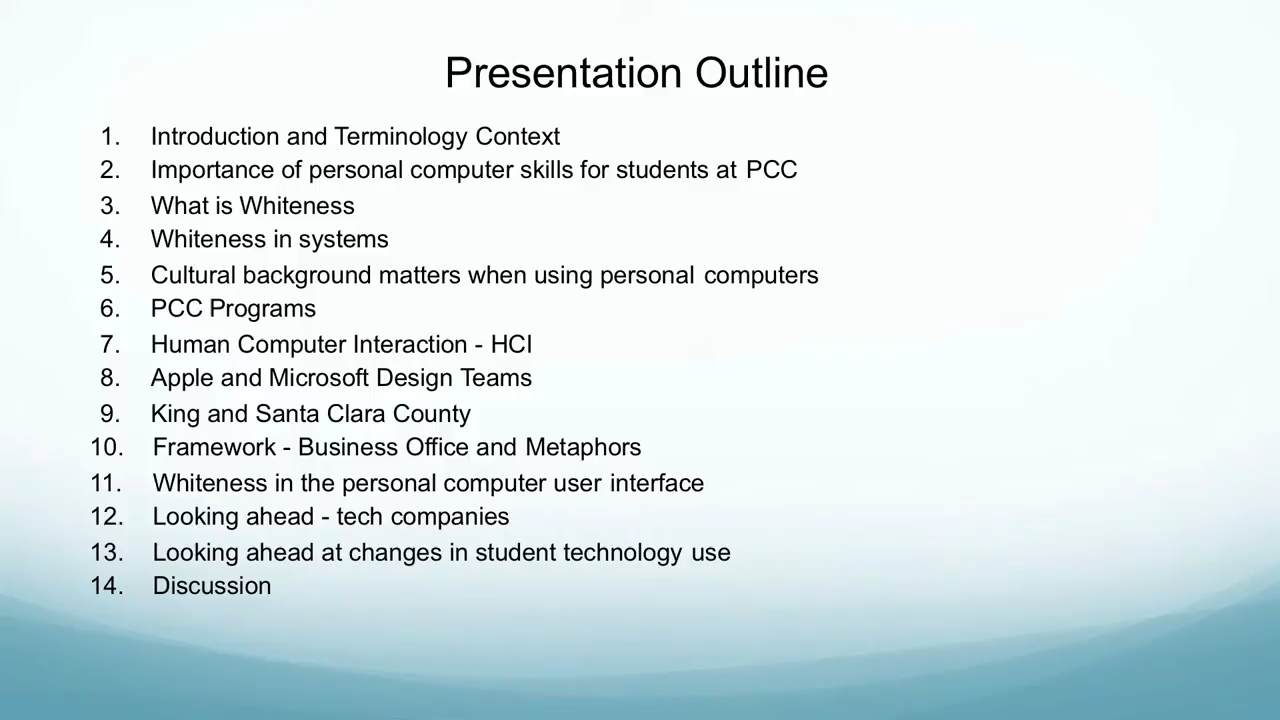 Presentation Outline
1. Introduction and Terminology Context
2. Importance of personal computer skills for students at PCC
3. What is Whiteness
4. Whiteness in systems
5. Cultural background matters when using personal computers
6. PCC Programs
7. Human Computer Interaction - HCI
8. Apple and Microsoft Design Teams
9. King and Santa Clara County
10. Framework - Business Office and Metaphors
11. Whiteness in the personal computer user interface
12. Looking ahead - tech companies
13. Looking ahead at changes in student technology use
14. Discussion